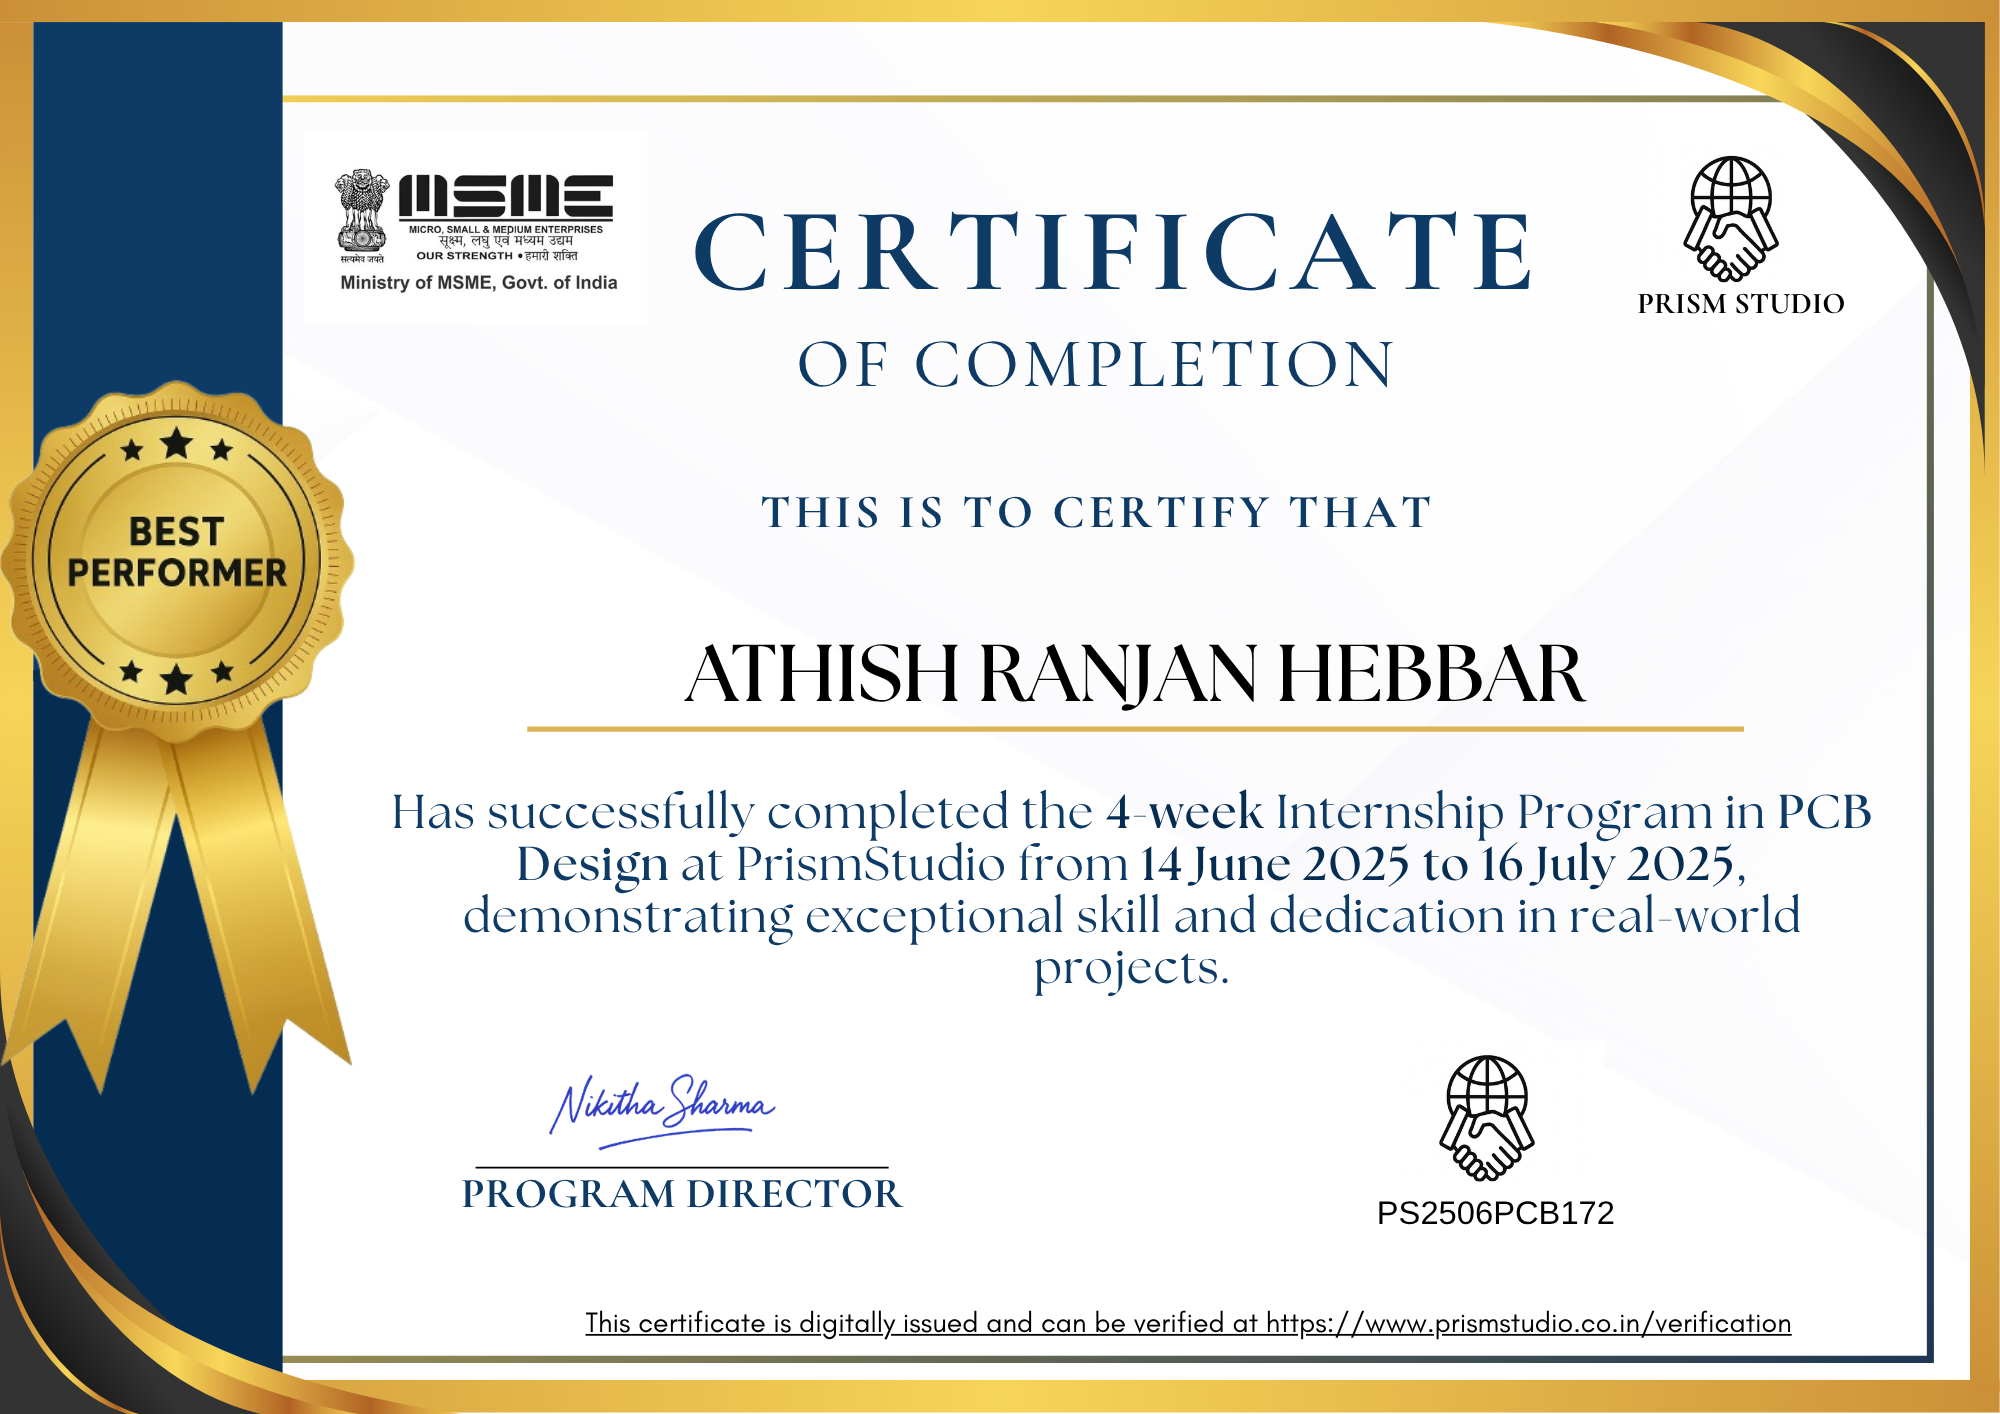 MSME
MICRO, SMALL & MEDIUM ENTERPRISES
सूक्ष्म, लघु एवं मध्यम उद्यम
OUR STRENGTH • हमारी शक्ति
सत्यमेव जयते
Ministry of MSME, Govt. of India
CERTIFICATE
OF COMPLETION
PRISM STUDIO
THIS IS TO CERTIFY THAT
BEST
PERFORMER
ATHISH RANJAN HEBBAR
Has successfully completed the 4-week Internship Program in PCB
Design at PrismStudio from 14 June 2025 to 16 July 2025,
demonstrating exceptional skill and dedication in real-world
projects.
Nikitha Sharma
PROGRAM DIRECTOR
PS2506PCB172
This certificate is digitally issued and can be verified at https://www.prismstudio.co.in/verification